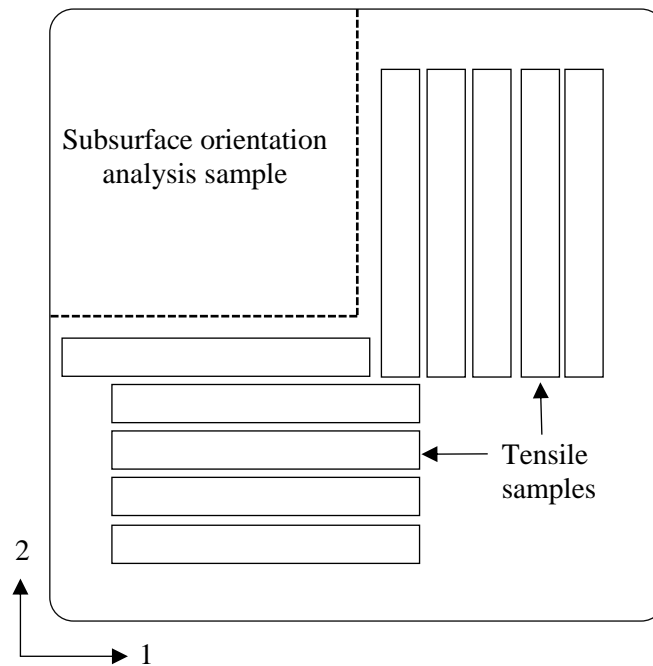 Subsurface orientation
analysis sample
Tensile
samples
2
1